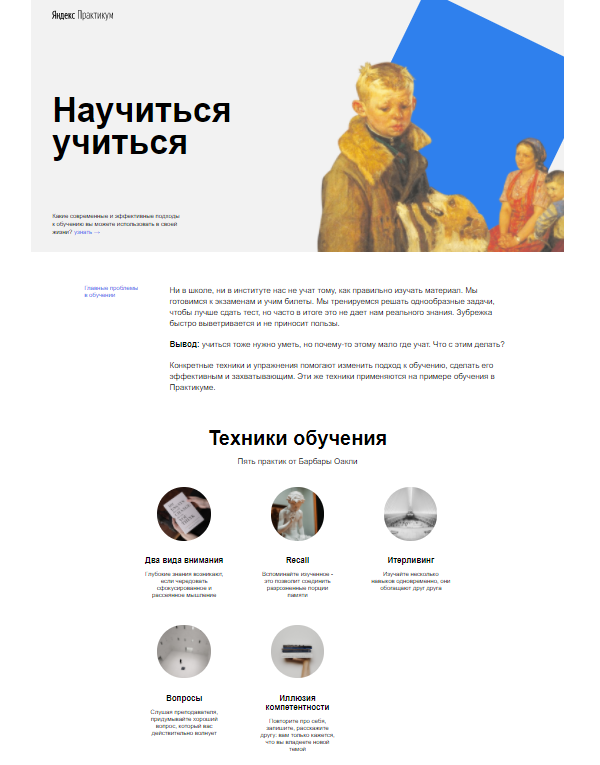 Яндекс Практикум
Научиться
учиться
Какие современные и эффективные подходы
к обучению вы можете использовать в своей
жизни? узнать →
Главные проблемы
в обучении
Ни в школе, ни в институте нас не учат тому, как правильно изучать материал. Мы
готовимся к экзаменам и учим билеты. Мы тренируемся решать однообразные задачи,
чтобы лучше сдать тест, но часто в итоге это не дает нам реального знания. Зубрежка
быстро выветривается и не приносит пользы.
Вывод: учиться тоже нужно уметь, но почему-то этому мало где учат. Что с этим делать?
Конкретные техники и упражнения помогают изменить подход к обучению, сделать его
эффективным и захватывающим. Эти же техники применяются на примере обучения в
Практикуме.
Техники обучения
Пять практик от Барбары Оакли
Два вида внимания
Глубокие знания возникают,
если чередовать
сфокусированное и
рассеянное мышление
Recall
Вспоминайте изученное -
это позволит соединить
разрозненные порции
памяти
Итерливинг
Изучайте несколько
навыков одновременно, они
обогащают друг друга
Вопросы
Слушая преподавателя,
придумывайте хороший
вопрос, который вас
действительно волнует
Иллюзия
компетентности
Повторите про себя,
запишите, расскажите
другу: вам только кажется,
что вы владеете новой
темой